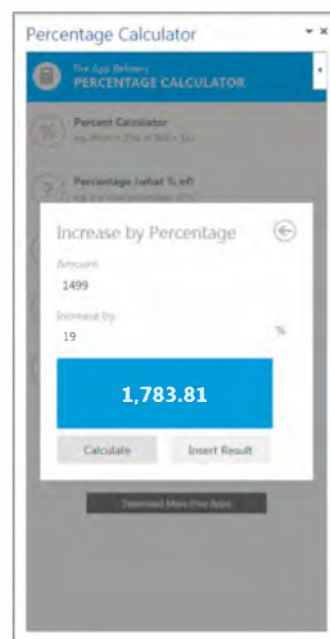 Percentage Calculator
The App Refinery
PERCENTAGE CALCULATOR
Percent Calculator
Percentage (what % of)
Increase by Percentage
Amount
1499
Increase by
19 %
1,783.81
Calculate Insert Result
Download More Free Apps